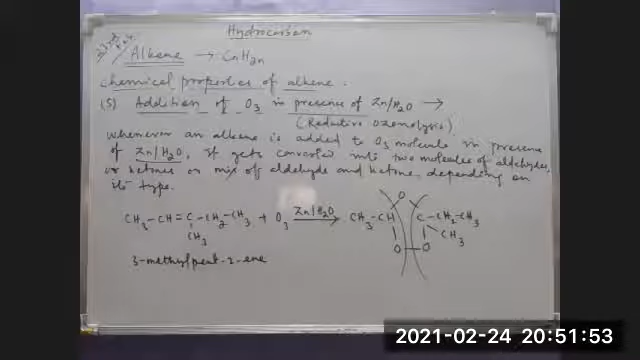 Hydrocarbon
Alkene → CnH2n
Chemical properties of alkene.
(5) Addition of O3 in presence of Zn/H2O →
(Reductive Ozonolysis)
Whenever an alkene is added to O3 molecule in presence
of Zn/H2O, it gets converted into two molecules of aldehydes
or ketones or mix of aldehyde and ketone, depending on
its type.
CH3-CH=C-CH2-CH3 + O3 Zn/H2O → CH3-CH O C-CH2-CH3
CH3 CH3
O-O
3-methylpent-2-ene
2021-02-24 20:51:53